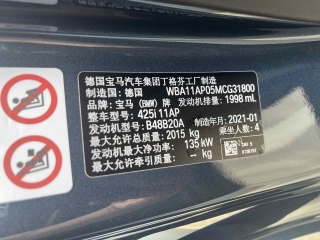 德国宝马汽车集团丁格芬工厂制造
制造国：德国 WBA11AP05MCG31800
品牌：宝马 (BMW) 牌 发动机排量：1998 mL
整车型号：425i 11AP
发动机型号：B48B20A 制造年月：2021-01
最大允许总质量：2015 kg 乘坐人数：4
发动机最大净功率：135 kW
最大允许牵引质量：-- kg